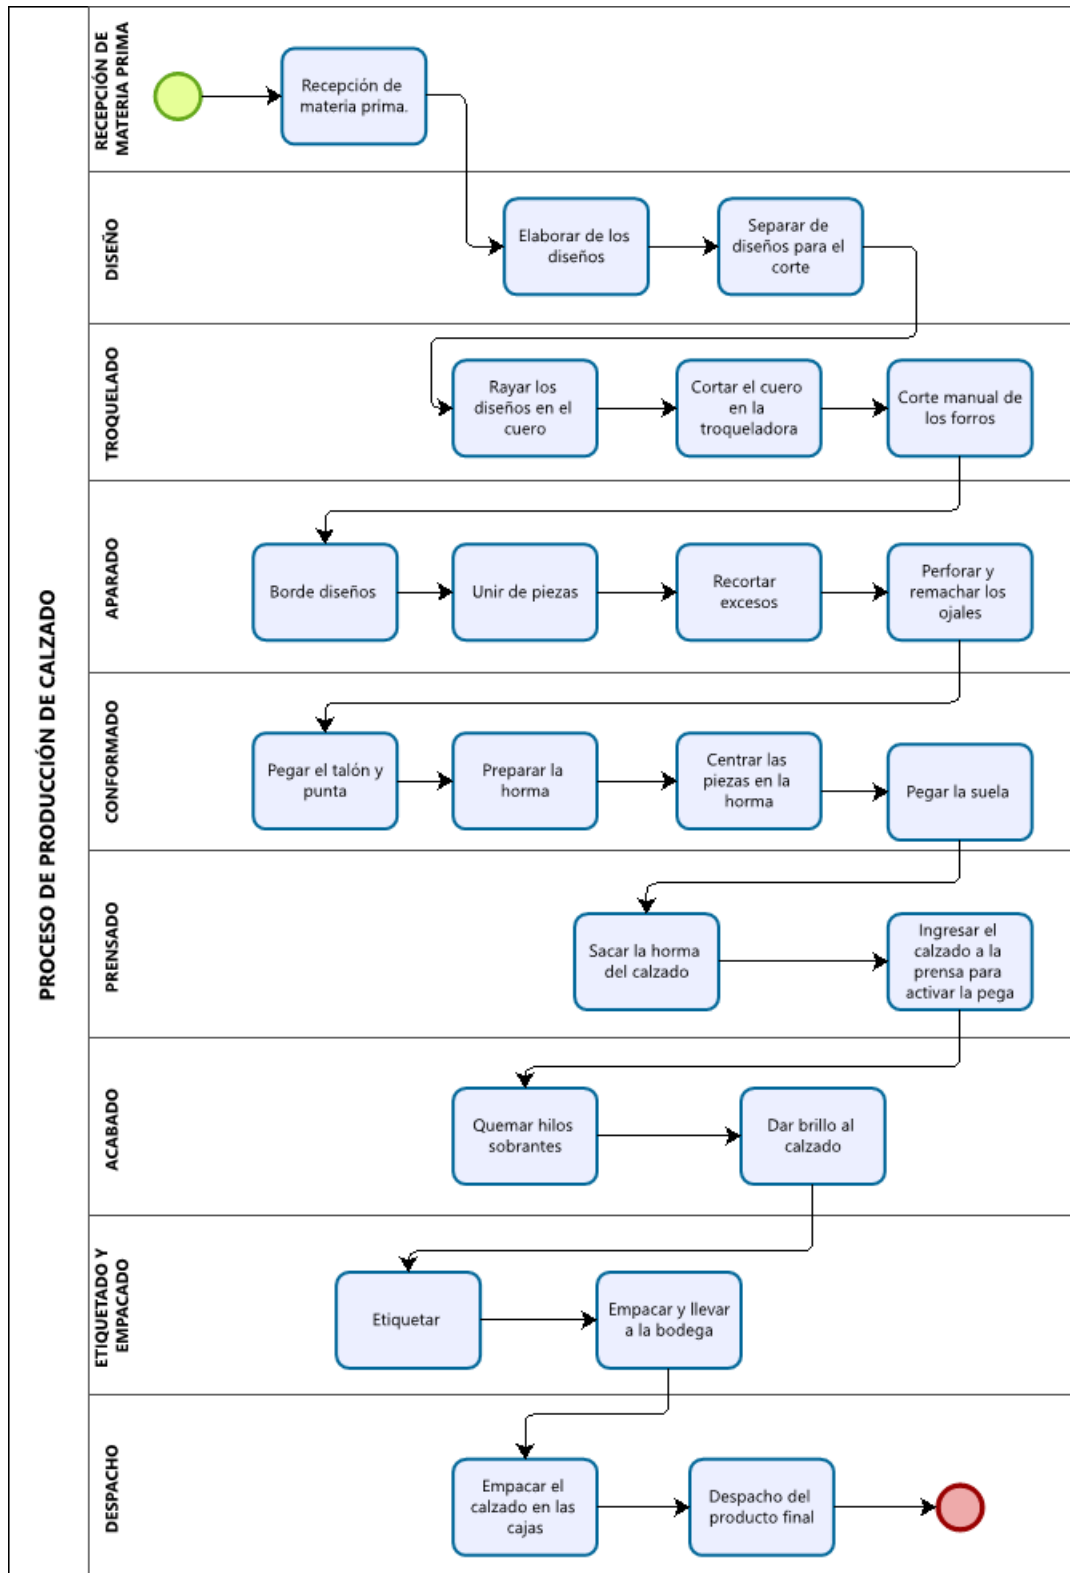 PROCESO DE PRODUCCIÓN DE CALZADO
RECEPCIÓN DE
MATERIA PRIMA
Recepción de
materia prima.
DISEÑO
Elaborar de los
diseños
Separar de
diseños para el
corte
TROQUELADO
Rayar los
diseños en el
cuero
Cortar el cuero
en la
troqueladora
Corte manual de
los forros
APARADO
Borde diseños
Unir de piezas
Recortar
excesos
Perforar y
remachar los
ojales
CONFORMADO
Pegar el talón y
punta
Preparar la
horma
Centrar las
piezas en la
horma
Pegar la suela
PRENSADO
Sacar la horma
del calzado
Ingresar el
calzado a la
prensa para
activar la pega
ACABADO
Quemar hilos
sobrantes
Dar brillo al
calzado
ETIQUETADO Y
EMPACADO
Etiquetar
Empacar y llevar
a la bodega
DESPACHO
Empacar el
calzado en las
cajas
Despacho del
producto final